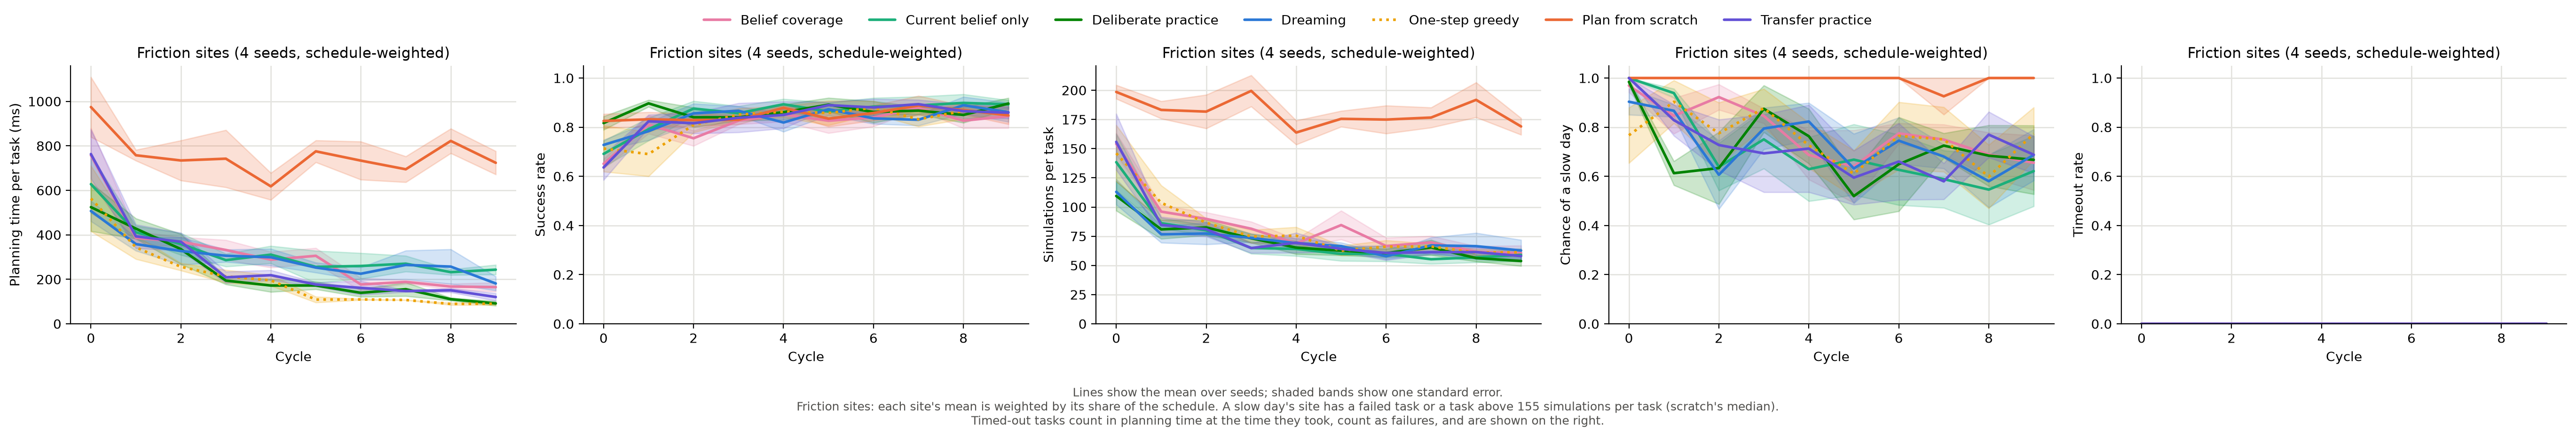 Belief coverage Current belief only Deliberate practice Dreaming One-step greedy Plan from scratch Transfer practice
Friction sites (4 seeds, schedule-weighted)
Planning time per task (ms)
1000
800
600
400
200
0
0 2 4 6 8
Cycle
Friction sites (4 seeds, schedule-weighted)
Success rate
1.0
0.8
0.6
0.4
0.2
0.0
0 2 4 6 8
Cycle
Friction sites (4 seeds, schedule-weighted)
Simulations per task
200
175
150
125
100
75
50
25
0
0 2 4 6 8
Cycle
Friction sites (4 seeds, schedule-weighted)
Chance of a slow day
1.0
0.8
0.6
0.4
0.2
0.0
0 2 4 6 8
Cycle
Friction sites (4 seeds, schedule-weighted)
Timeout rate
1.0
0.8
0.6
0.4
0.2
0.0
0 2 4 6 8
Cycle
Lines show the mean over seeds; shaded bands show one standard error.
Friction sites: each site's mean is weighted by its share of the schedule. A slow day's site has a failed task or a task above 155 simulations per task (scratch's median).
Timed-out tasks count in planning time at the time they took, count as failures, and are shown on the right.